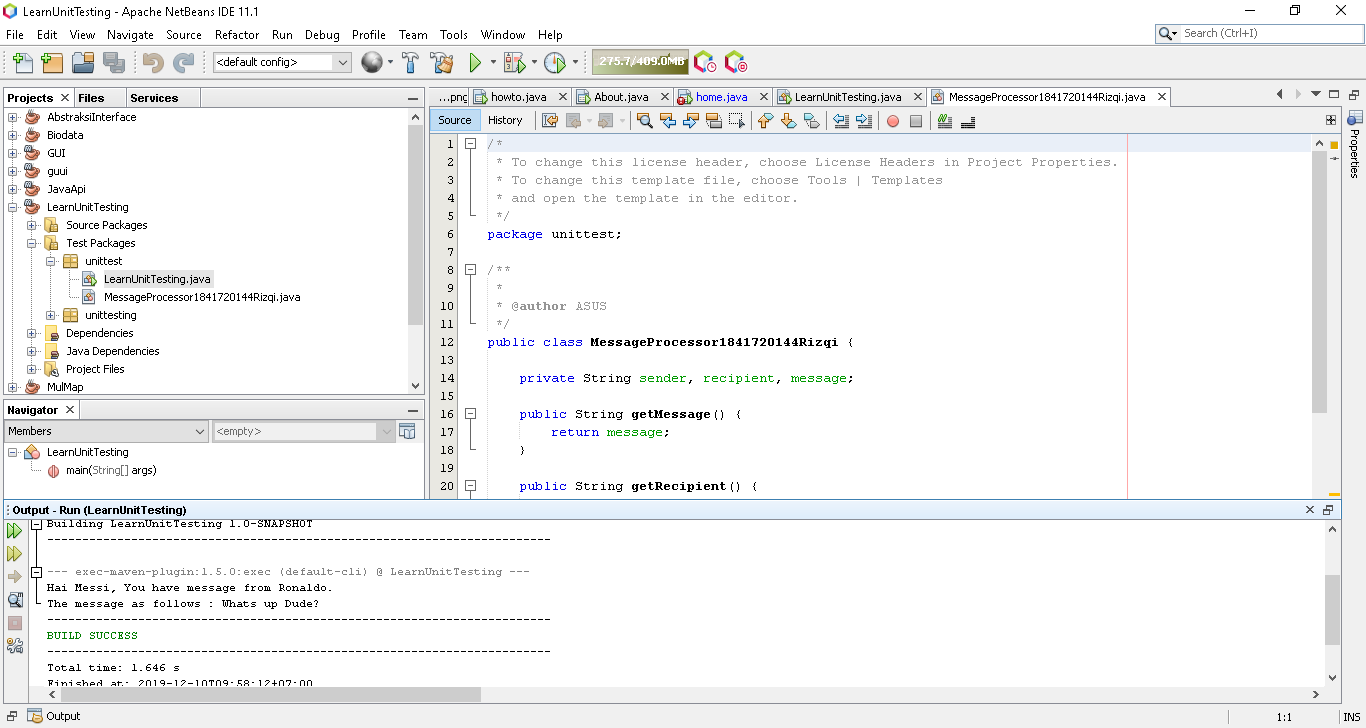 LearnUnitTesting - Apache NetBeans IDE 11.1
File Edit View Navigate Source Refactor Run Debug Profile Team Tools Window Help
Search (Ctrl+I)
<default config>
275.7/409.0MB
Projects Files Services
AbstraksiInterface
Biodata
GUI
guui
JavaApi
LearnUnitTesting
Source Packages
Test Packages
unittest
LearnUnitTesting.java
MessageProcessor1841720144Rizqi.java
unittesting
Dependencies
Java Dependencies
Project Files
MulMap
Navigator
Members
<empty>
LearnUnitTesting
main(String[] args)
...png howto.java About.java home.java LearnUnitTesting.java MessageProcessor1841720144Rizqi.java
Source History
Properties
1 /*
2 * To change this license header, choose License Headers in Project Properties.
3 * To change this template file, choose Tools | Templates
4 * and open the template in the editor.
5 */
6 package unittest;
7
8 /**
9 *
10 * @author ASUS
11 */
12 public class MessageProcessor1841720144Rizqi {
13
14 private String sender, recipient, message;
15
16 public String getMessage() {
17 return message;
18 }
19
20 public String getRecipient() {
Output - Run (LearnUnitTesting)
Building LearnUnitTesting 1.0-SNAPSHOT
------------------------------------------------------------------------
--- exec-maven-plugin:1.5.0:exec (default-cli) @ LearnUnitTesting ---
Hai Messi, You have message from Ronaldo.
The message as follows : Whats up Dude?
------------------------------------------------------------------------
BUILD SUCCESS
------------------------------------------------------------------------
Total time: 1.646 s
Finished at: 2019-12-10T09:58:12+07:00
Output
1:1 INS